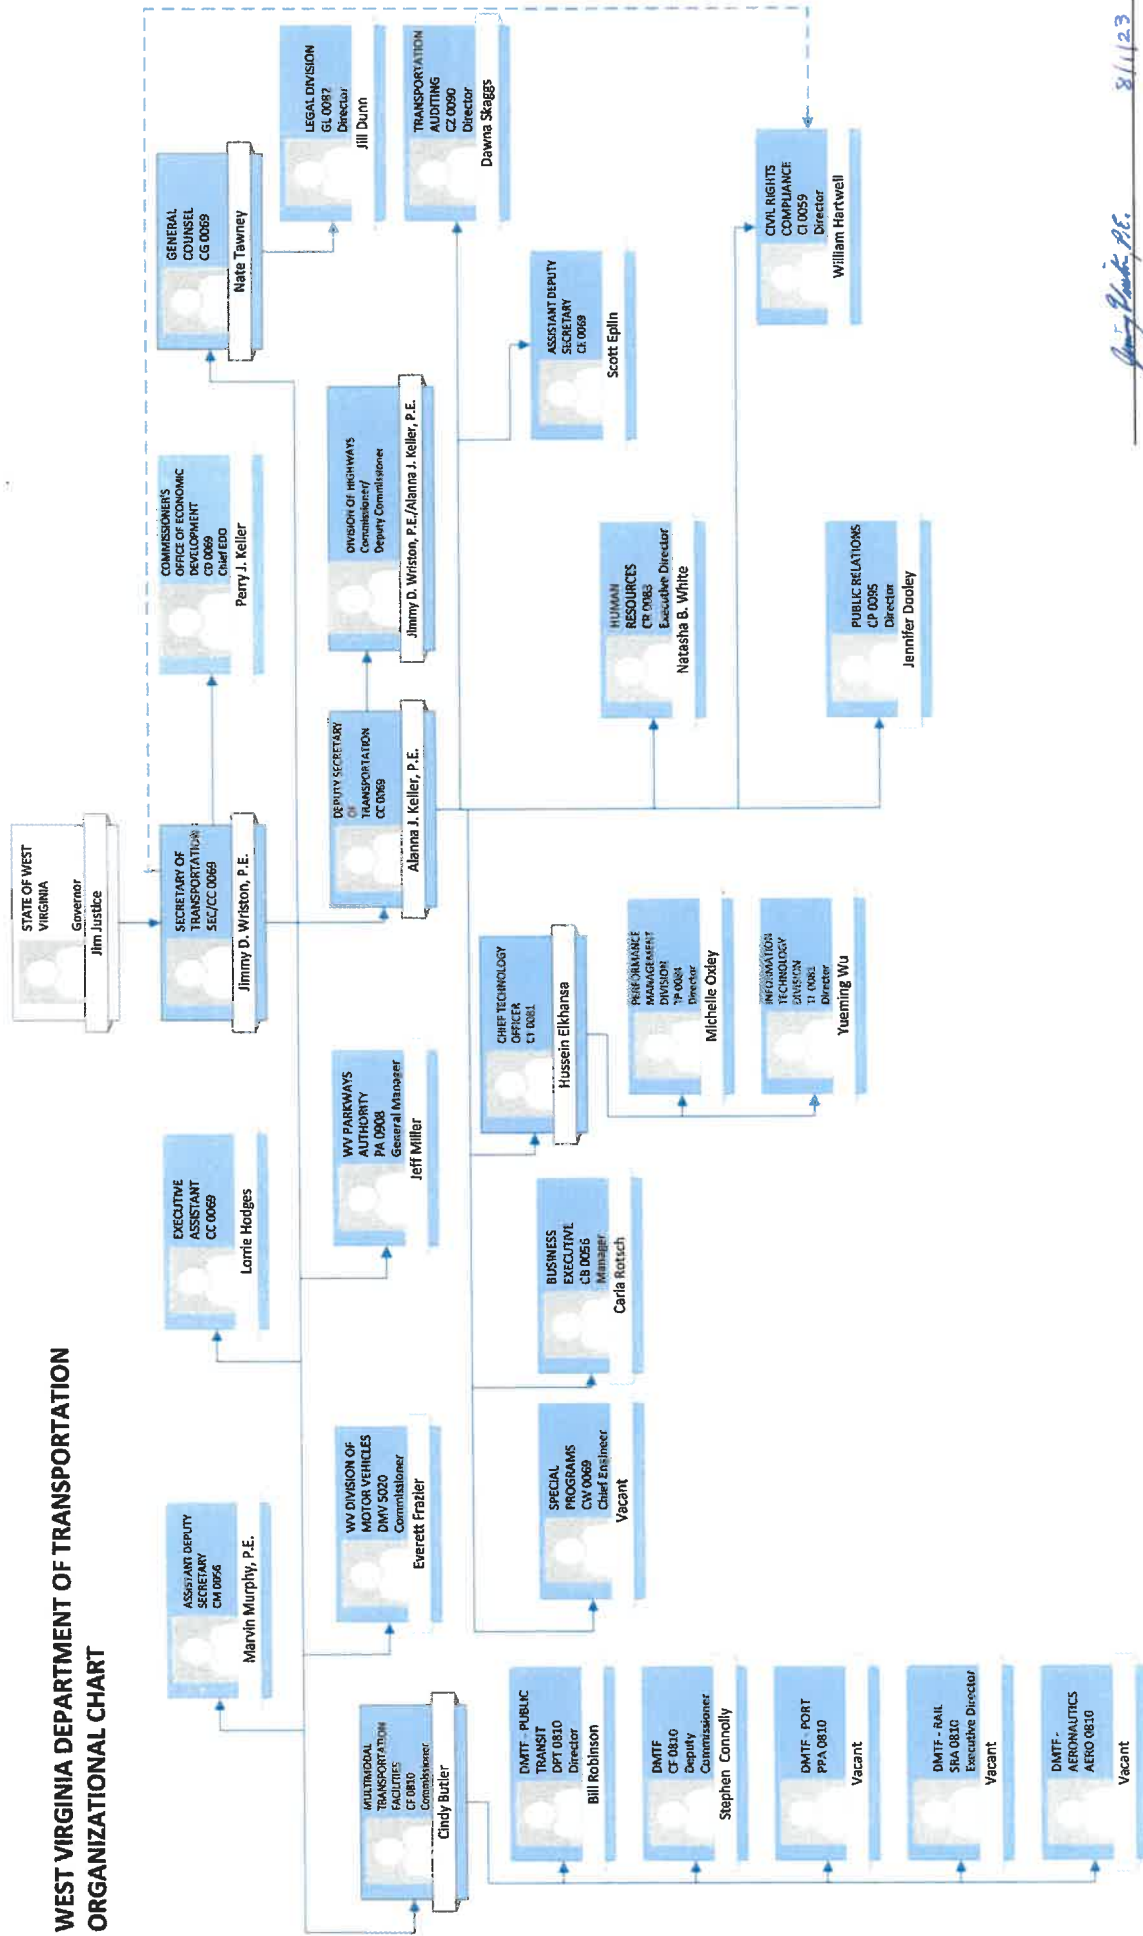 WEST VIRGINIA DEPARTMENT OF TRANSPORTATION
ORGANIZATIONAL CHART
STATE OF WEST
VIRGINIA
Governor
Jim Justice
SECRETARY OF
TRANSPORTATION
SEC/CC 0069
Jimmy D. Wriston, P.E.
ASSISTANT DEPUTY
SECRETARY
CM 0056
Marvin Murphy, P.E.
EXECUTIVE
ASSISTANT
CC 0069
Lorrie Hodges
COMMISSIONER'S
OFFICE OF ECONOMIC
DEVELOPMENT
CD 0069
Chief EDO
Perry J. Keller
GENERAL
COUNSEL
CG 0069
Nate Tawney
LEGAL DIVISION
GL 0087
Director
Jill Dunn
MULTIMODAL
TRANSPORTATION
FACILITIES
CF 0810
Commissioner
Cindy Butler
WV DIVISION OF
MOTOR VEHICLES
DMV 5020
Commissioner
Everett Frazier
WV PARKWAYS
AUTHORITY
PA 0908
General Manager
Jeff Miller
DEPUTY SECRETARY
OF
TRANSPORTATION
CC 0069
Alanna J. Keller, P.E.
DIVISION OF HIGHWAYS
Commissioner/
Deputy Commissioner
Jimmy D. Wriston, P.E./Alanna J. Keller, P.E.
TRANSPORTATION
AUDITING
CZ 0090
Director
Dawna Skaggs
DMTF - PUBLIC
TRANSIT
DPT 0810
Director
Bill Robinson
DMTF
CF 0810
Deputy
Commissioner
Stephen Connolly
DMTF - PORT
PPA 0810
Vacant
DMTF - RAIL
SRA 0810
Executive Director
Vacant
DMTF -
AERONAUTICS
AERO 0810
Vacant
SPECIAL
PROGRAMS
CW 0069
Chief Engineer
Vacant
BUSINESS
EXECUTIVE
CB 0056
Manager
Carla Rotsch
CHIEF TECHNOLOGY
OFFICER
CT 0081
Hussein Elkhansa
PERFORMANCE
MANAGEMENT
DIVISION
TP 0084
Director
Michelle Oxley
INFORMATION
TECHNOLOGY
DIVISION
TI 0081
Director
Yueming Wu
ASSISTANT DEPUTY
SECRETARY
CE 0069
Scott Eplin
HUMAN
RESOURCES
CR 0083
Executive Director
Natasha B. White
CIVIL RIGHTS
COMPLIANCE
CI 0059
Director
William Hartwell
PUBLIC RELATIONS
CP 0095
Director
Jennifer Dooley
P.E. 8/1/23